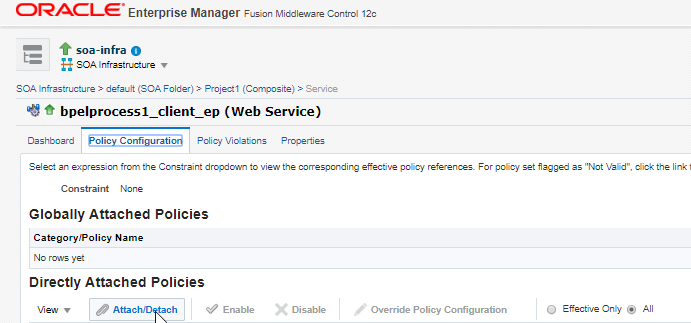 ORACLE Enterprise Manager Fusion Middleware Control 12c
soa-infra
SOA Infrastructure
SOA Infrastructure > default (SOA Folder) > Project1 (Composite) > Service
bpelprocess1_client_ep (Web Service)
Dashboard Policy Configuration Policy Violations Properties
Select an expression from the Constraint dropdown to view the corresponding effective policy references. For policy set flagged as "Not Valid", click the link
Constraint None
Globally Attached Policies
Category/Policy Name
No rows yet
Directly Attached Policies
View Attach/Detach Enable Disable Override Policy Configuration Effective Only All